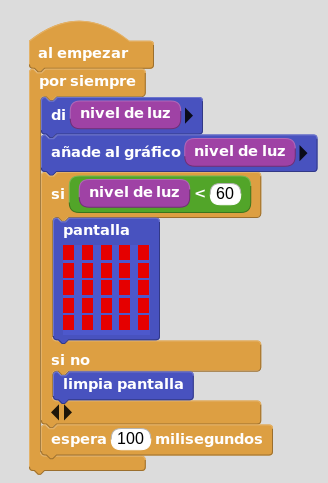 al empezar
por siempre
di nivel de luz
añade al gráfico nivel de luz
si nivel de luz < 60
pantalla
si no
limpia pantalla
espera 100 milisegundos